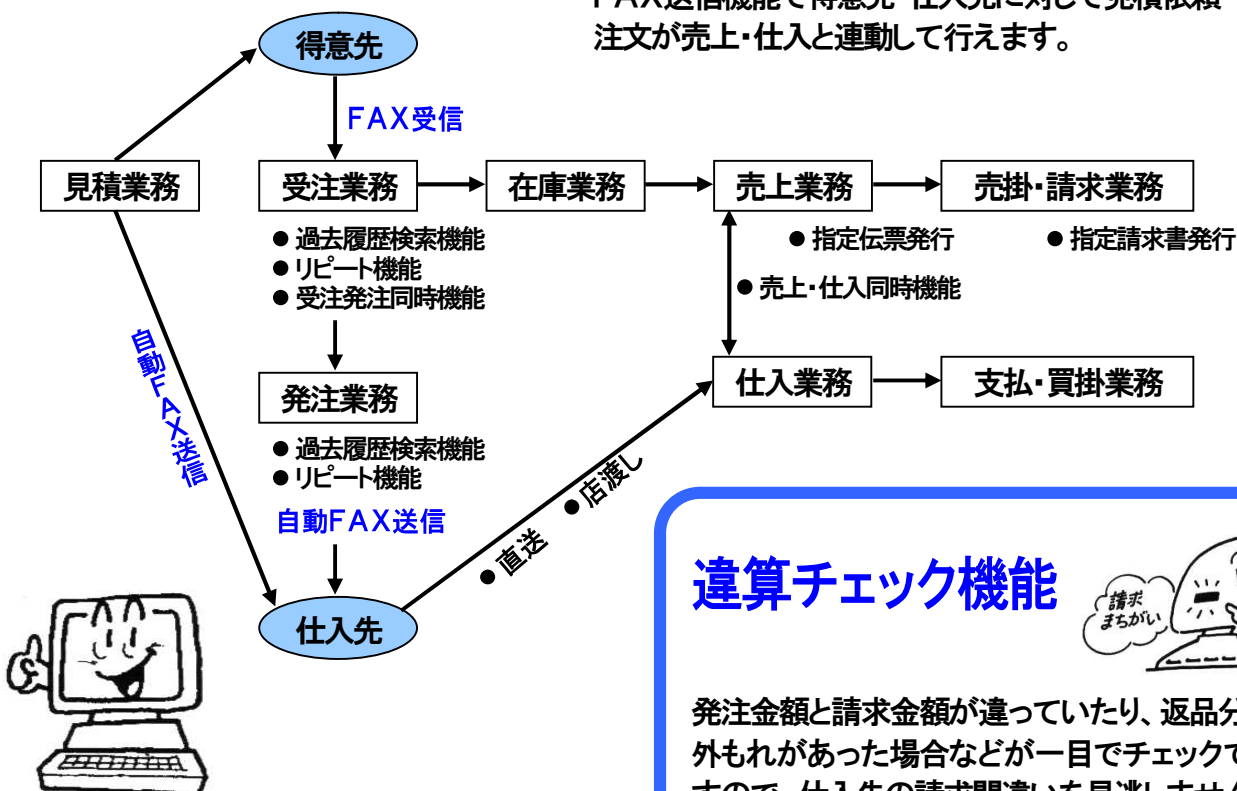 注文が売上・仕入と連動して行えます。
得意先
FAX受信
見積業務
受注業務
在庫業務
売上業務
売掛・請求業務
● 過去履歴検索機能
● リピート機能
● 受注発注同時機能
● 指定伝票発行
● 指定請求書発行
● 売上・仕入同時機能
自動FAX送信
発注業務
仕入業務
支払・買掛業務
● 過去履歴検索機能
● リピート機能
自動FAX送信
● 直送
● 店渡し
仕入先
違算チェック機能
請求
まちがい
発注金額と請求金額が違っていたり、返品分
外もれがあった場合などが一目でチェックで